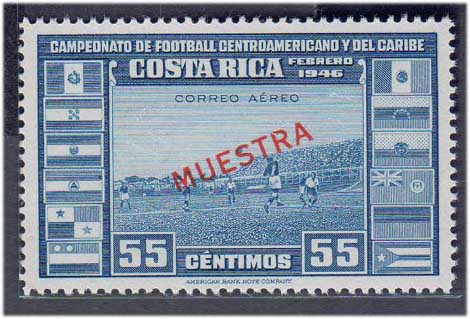 CAMPEONATO DE FOOTBALL CENTROAMERICANO Y DEL CARIBE
COSTA RICA FEBRERO 1946
CORREO AÉREO
MUESTRA
55 CÉNTIMOS 55
AMERICAN BANK NOTE COMPANY